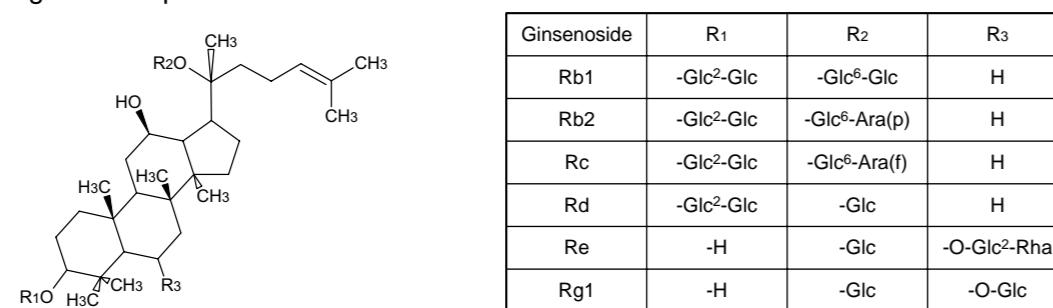 CH3
R2O
CH3
HO
CH3
H3C
H3C
CH3
CH3
R1O
H3C
R3
Ginsenoside R1 R2 R3
Rb1 -Glc2-Glc -Glc6-Glc H
Rb2 -Glc2-Glc -Glc6-Ara(p) H
Rc -Glc2-Glc -Glc6-Ara(f) H
Rd -Glc2-Glc -Glc H
Re -H -Glc -O-Glc2-Rha
Rg1 -H -Glc -O-Glc